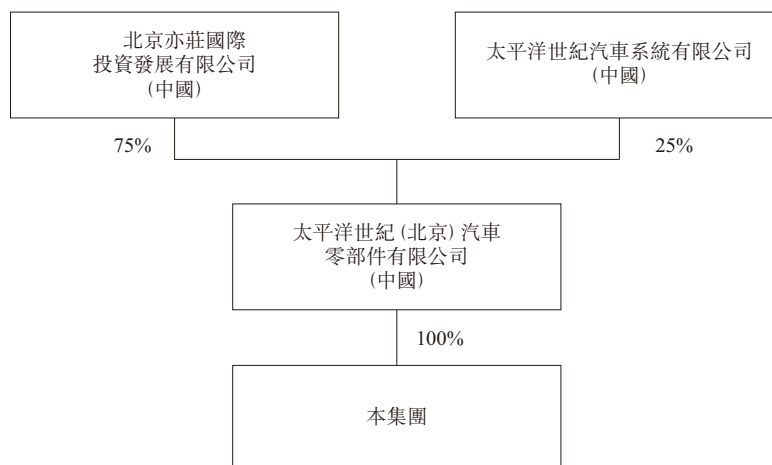 北京亦莊國際
投資發展有限公司
(中國)
太平洋世紀汽車系統有限公司
(中國)
75%
25%
太平洋世紀(北京)汽車
零部件有限公司
(中國)
100%
本集團